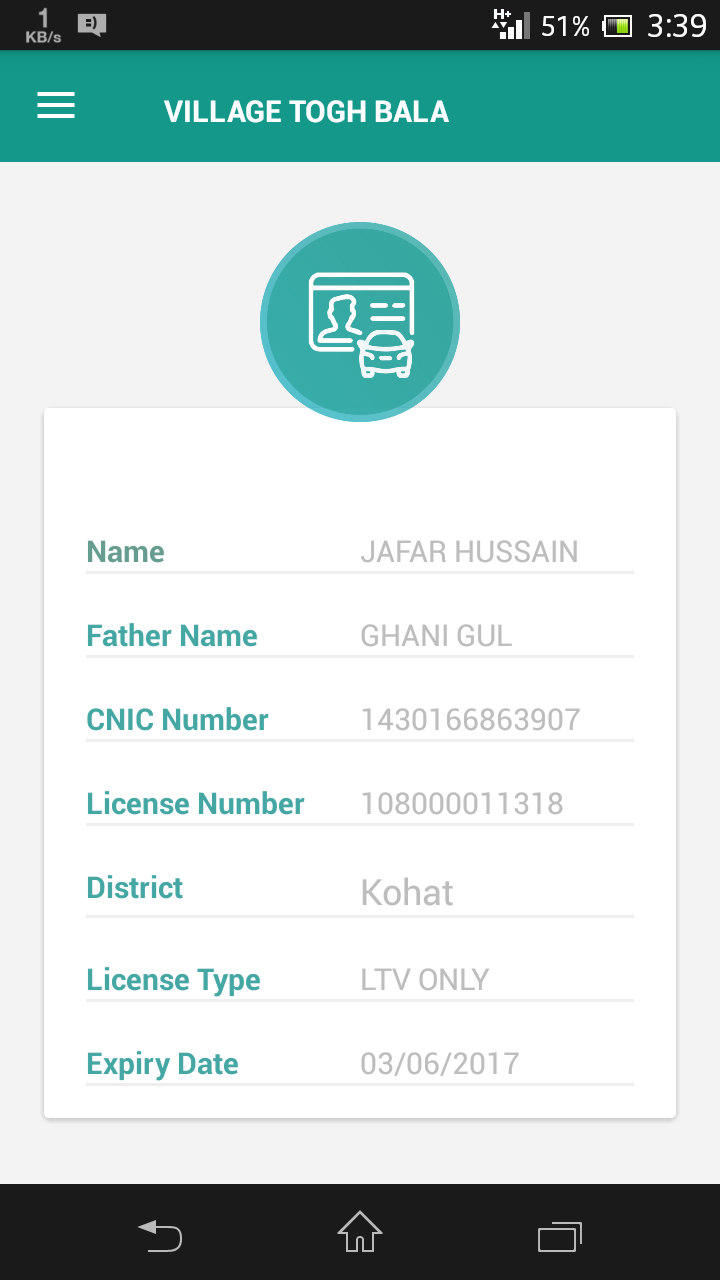 1
KB/s
H+
51%
3:39
VILLAGE TOGH BALA
Name JAFAR HUSSAIN
Father Name GHANI GUL
CNIC Number 1430166863907
License Number 108000011318
District Kohat
License Type LTV ONLY
Expiry Date 03/06/2017